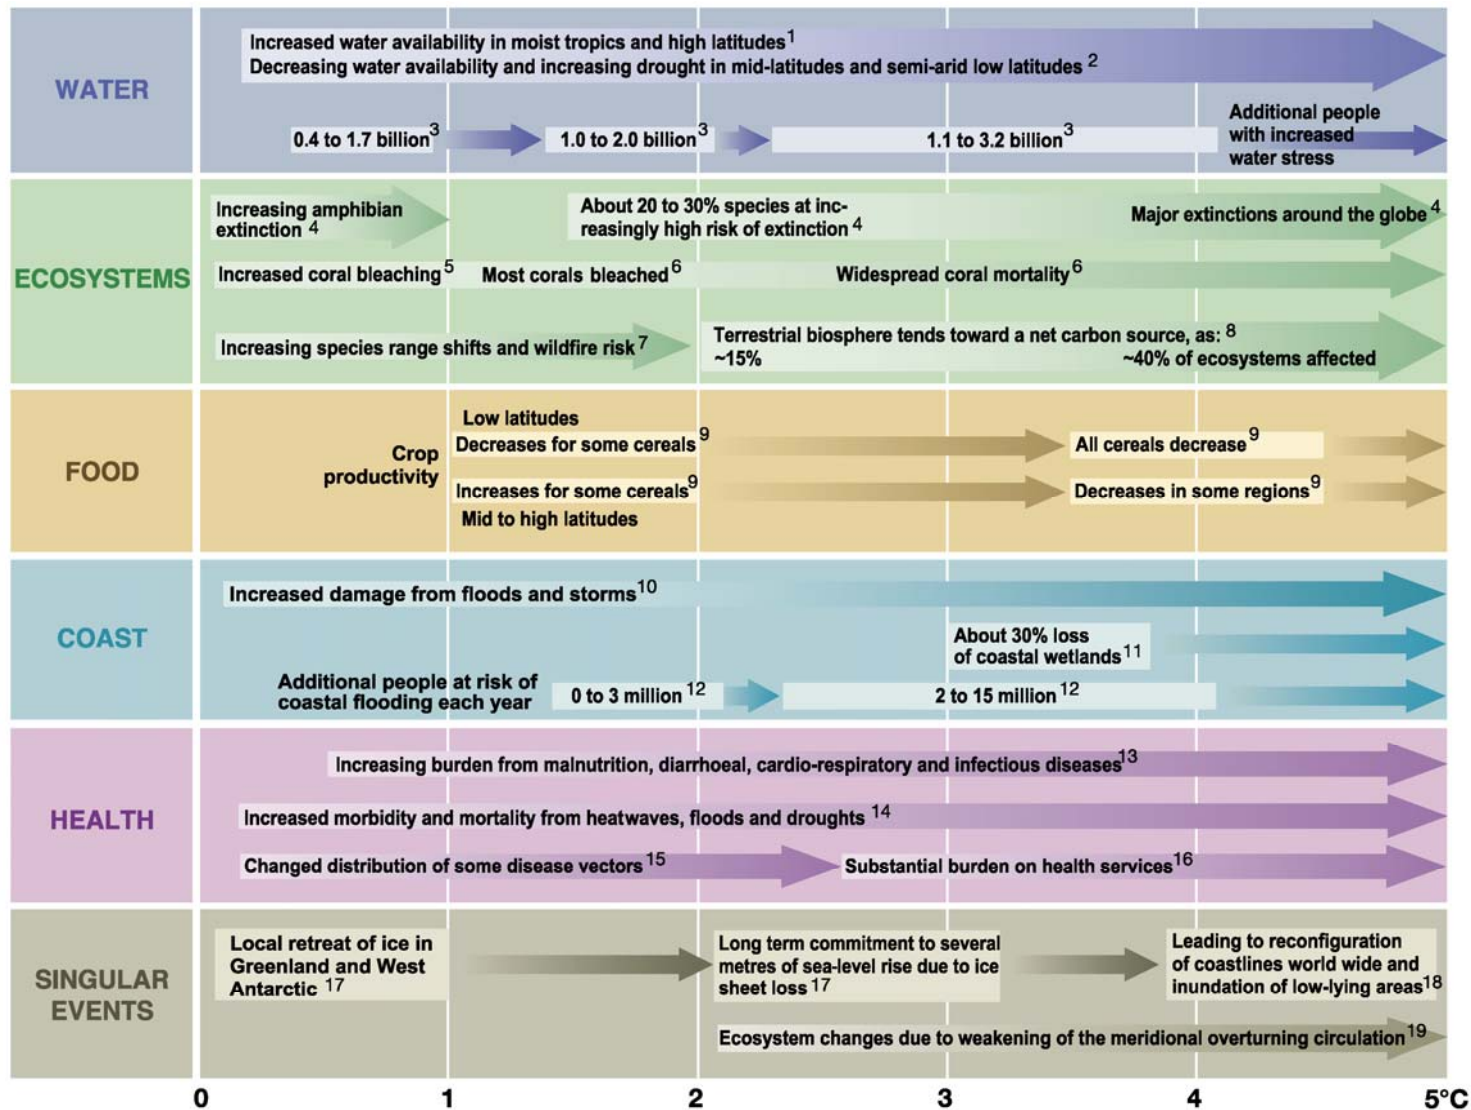 WATER
Increased water availability in moist tropics and high latitudes1
Decreasing water availability and increasing drought in mid-latitudes and semi-arid low latitudes 2
0.4 to 1.7 billion3
1.0 to 2.0 billion3
1.1 to 3.2 billion3
Additional people
with increased
water stress
ECOSYSTEMS
Increasing amphibian
extinction 4
About 20 to 30% species at inc-
reasingly high risk of extinction 4
Major extinctions around the globe 4
Increased coral bleaching5
Most corals bleached6
Widespread coral mortality6
Increasing species range shifts and wildfire risk7
Terrestrial biosphere tends toward a net carbon source, as: 8
~15%
~40% of ecosystems affected
FOOD
Crop
productivity
Low latitudes
Decreases for some cereals9
All cereals decrease9
Increases for some cereals9
Decreases in some regions9
Mid to high latitudes
COAST
Increased damage from floods and storms10
About 30% loss
of coastal wetlands11
Additional people at risk of
coastal flooding each year
0 to 3 million12
2 to 15 million12
HEALTH
Increasing burden from malnutrition, diarrhoeal, cardio-respiratory and infectious diseases13
Increased morbidity and mortality from heatwaves, floods and droughts 14
Changed distribution of some disease vectors15
Substantial burden on health services16
SINGULAR
EVENTS
Local retreat of ice in
Greenland and West
Antarctic 17
Long term commitment to several
metres of sea-level rise due to ice
sheet loss17
Leading to reconfiguration
of coastlines world wide and
inundation of low-lying areas18
Ecosystem changes due to weakening of the meridional overturning circulation19
0 1 2 3 4 5°C